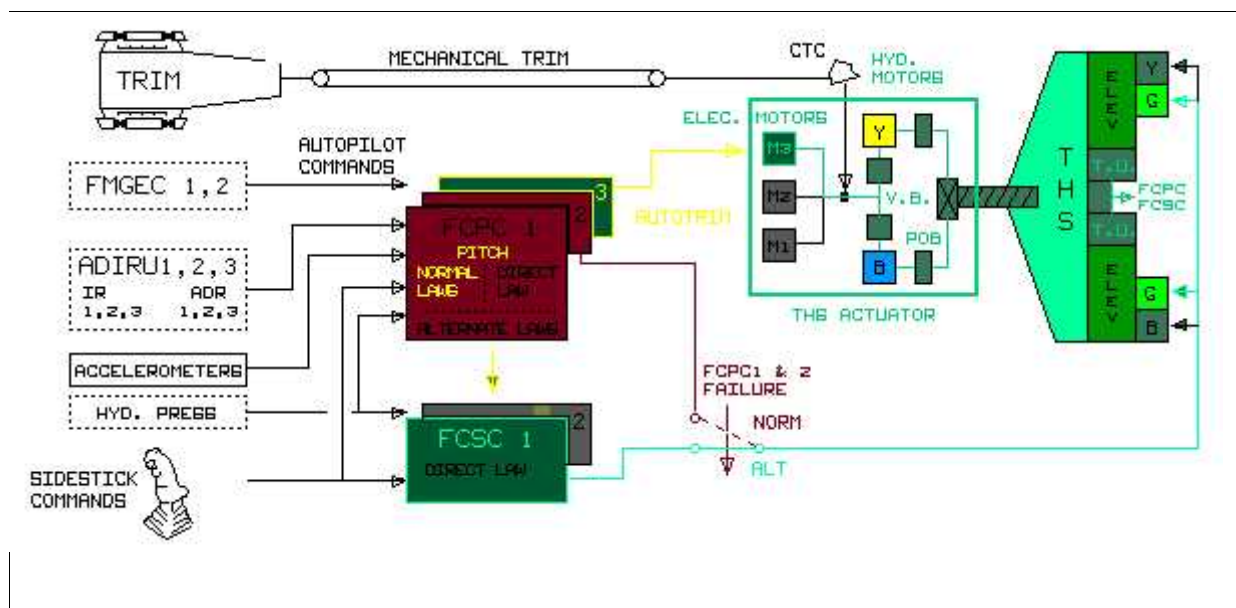 TRIM
MECHANICAL TRIM
CTC
HYD.
MOTORS
ELEC. MOTORS
AUTOPILOT
COMMANDS
FMGEC 1,2
ADIRU1,2,3
IR ADR
1,2,3 1,2,3
ACCELEROMETERS
HYD. PRESS
SIDESTICK
COMMANDS
3
2
FCPC 1
PITCH
NORMAL DIRECT
LAWS LAW
ALTERNATE LAWS
AUTOTRIM
2
FCSC 1
DIRECT LAW
M3
M2
M1
Y
V.B.
POB
B
THS ACTUATOR
FCPC1 & 2
FAILURE
NORM
ALT
THS
ELEV
Y
G
T.D.
FCPC
FCSC
T.D.
ELEV
G
B